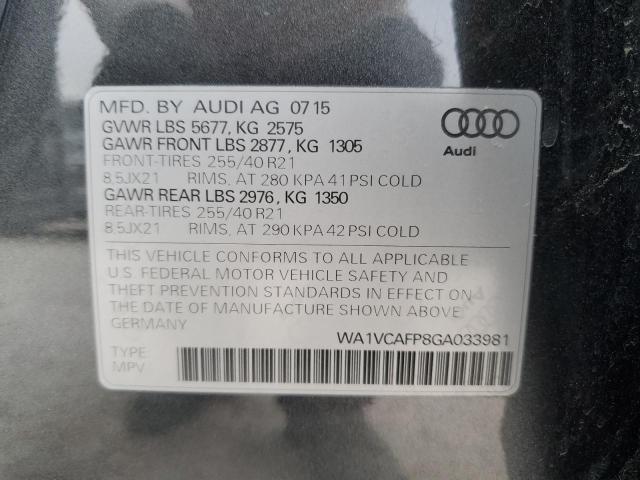 MFD. BY AUDI AG 07 15
GVWR LBS 5677, KG 2575
GAWR FRONT LBS 2877, KG 1305
FRONT-TIRES 255/40 R21
8,5JX21 RIMS, AT 280 KPA 41 PSI COLD
GAWR REAR LBS 2976, KG 1350
REAR-TIRES 255/40 R21
8,5JX21 RIMS, AT 290 KPA 42 PSI COLD
Audi
THIS VEHICLE CONFORMS TO ALL APPLICABLE
U.S. FEDERAL MOTOR VEHICLE SAFETY AND
THEFT PREVENTION STANDARDS IN EFFECT ON
THE DATE OF MANUFACTURE SHOWN ABOVE
GERMANY
WA1VCAFP8GA033981
TYPE:
MPV